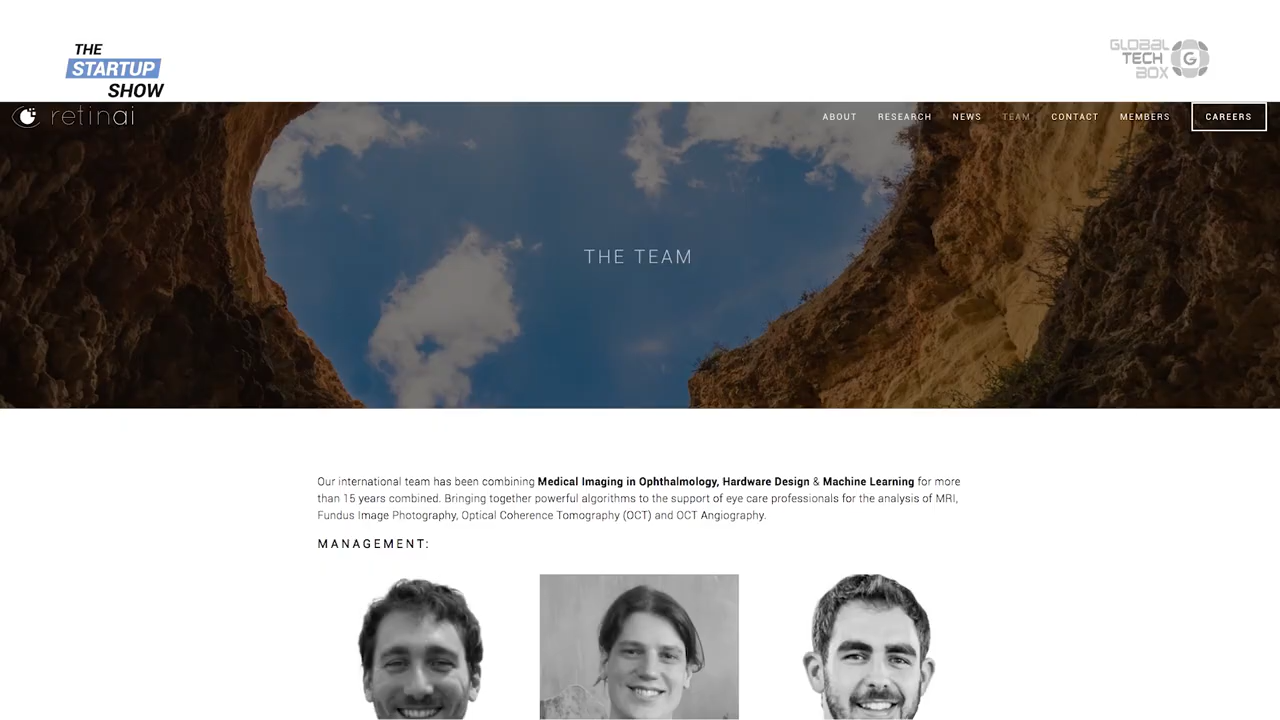 THE
STARTUP
SHOW
GLOBAL
TECH
BOX
G
retinai
ABOUT RESEARCH NEWS TEAM CONTACT MEMBERS CAREERS
THE TEAM
Our international team has been combining Medical Imaging in Ophthalmology, Hardware Design & Machine Learning for more
than 15 years combined. Bringing together powerful algorithms to the support of eye care professionals for the analysis of MRI,
Fundus Image Photography, Optical Coherence Tomography (OCT) and OCT Angiography.
MANAGEMENT: